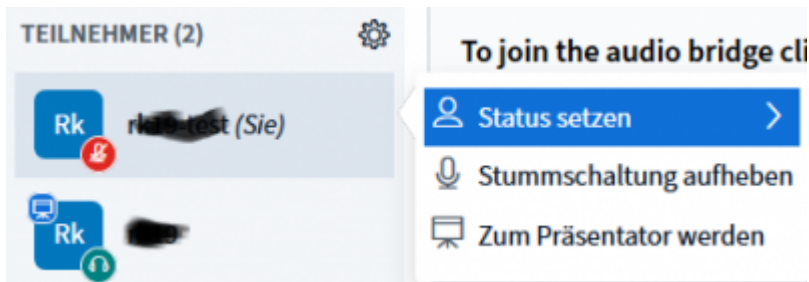 TEILNEHMER (2)
To join the audio bridge cli
Rk
(Sie)
Status setzen
Stummschaltung aufheben
Zum Präsentator werden
Rk